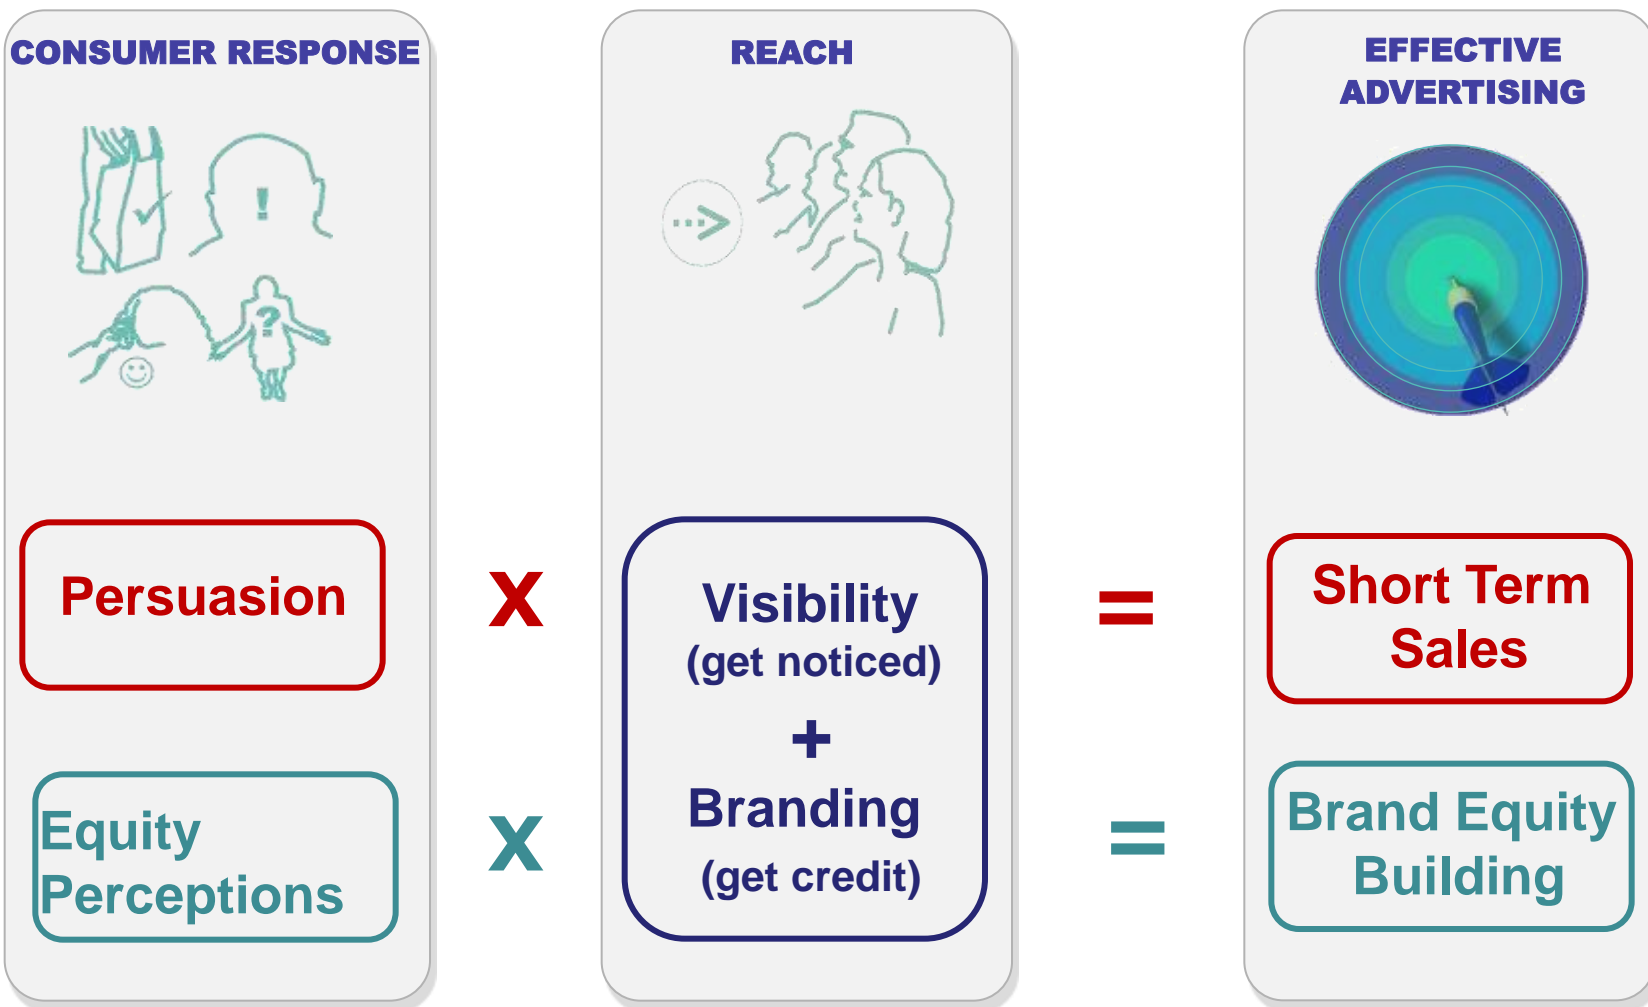 CONSUMER RESPONSE
!
?
Persuasion
Equity
Perceptions
X
X
REACH
Visibility
(get noticed)
+
Branding
(get credit)
=
=
EFFECTIVE
ADVERTISING
Short Term
Sales
Brand Equity
Building